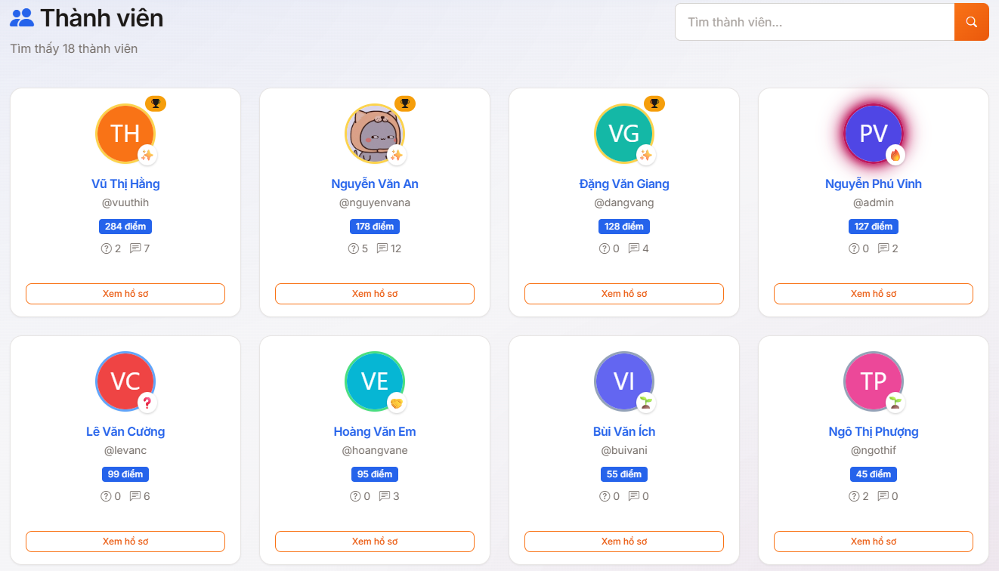 Thành viên
Tìm thành viên...
Tìm thấy 18 thành viên
TH
Vũ Thị Hằng
@vuuthih
284 điểm
2 7
Xem hồ sơ
Nguyễn Văn An
@nguyenvana
178 điểm
5 12
Xem hồ sơ
VG
Đặng Văn Giang
@dangvang
128 điểm
0 4
Xem hồ sơ
PV
Nguyễn Phú Vinh
@admin
127 điểm
0 2
Xem hồ sơ
VC
Lê Văn Cường
@levanc
99 điểm
0 6
Xem hồ sơ
VE
Hoàng Văn Em
@hoangvane
95 điểm
0 3
Xem hồ sơ
VI
Bùi Văn Ích
@buivani
55 điểm
0 0
Xem hồ sơ
TP
Ngô Thị Phượng
@ngothif
45 điểm
2 0
Xem hồ sơ